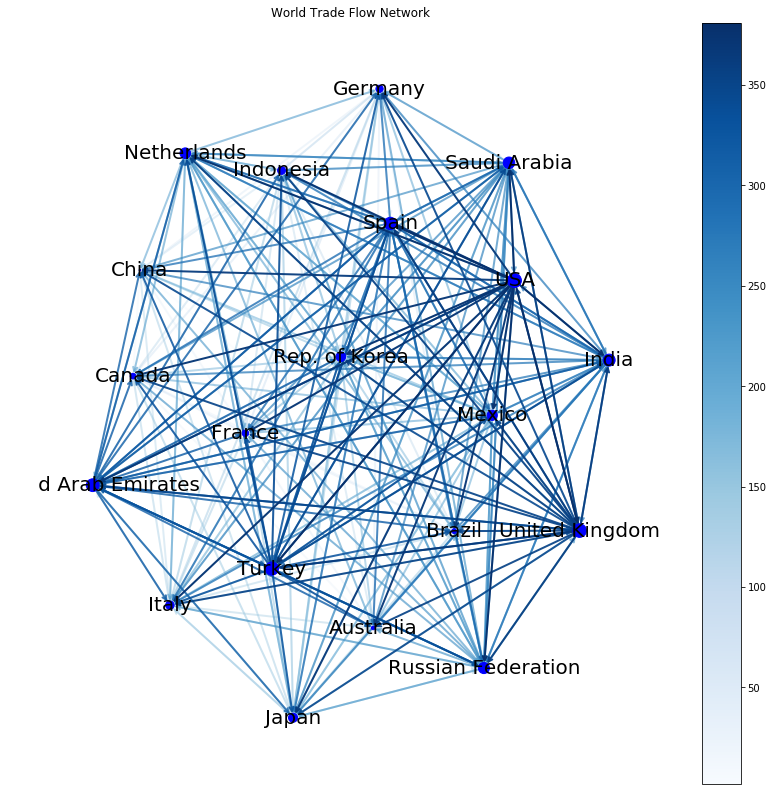 World Trade Flow Network
Germany
Netherlands
Saudi Arabia
Indonesia
Spain
China
USA
Rep. of Korea
India
Canada
Mexico
France
d Arab Emirates
Brazil
United Kingdom
Turkey
Italy
Australia
Russian Federation
Japan
350
300
250
200
150
100
50